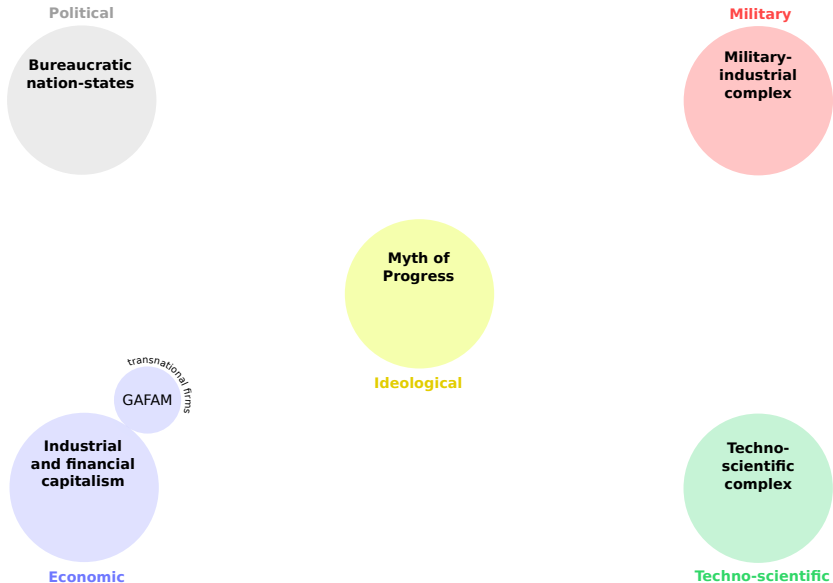 Political
Bureaucratic
nation-states
Military
Military-
industrial
complex
Myth of
Progress
Ideological
transnational firms
GAFAM
Industrial
and financial
capitalism
Economic
Techno-
scientific
complex
Techno-scientific